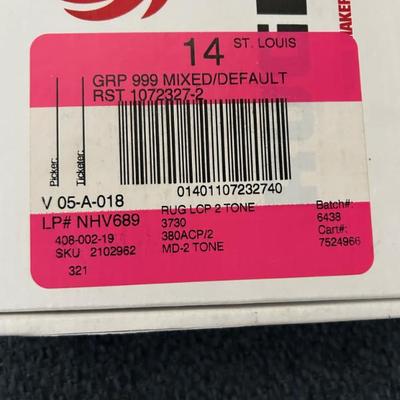 14 ST. LOUIS
GRP 999 MIXED/DEFAULT
RST 1072327-2
Picker:
Ticketer:
01401107232740
V 05-A-018
LP# NHV689
408-002-19
SKU 2102962
321
RUG LCP 2 TONE
3730
380ACP/2
MD-2 TONE
Batch#:
6438
Cart#:
7524966
MAKER